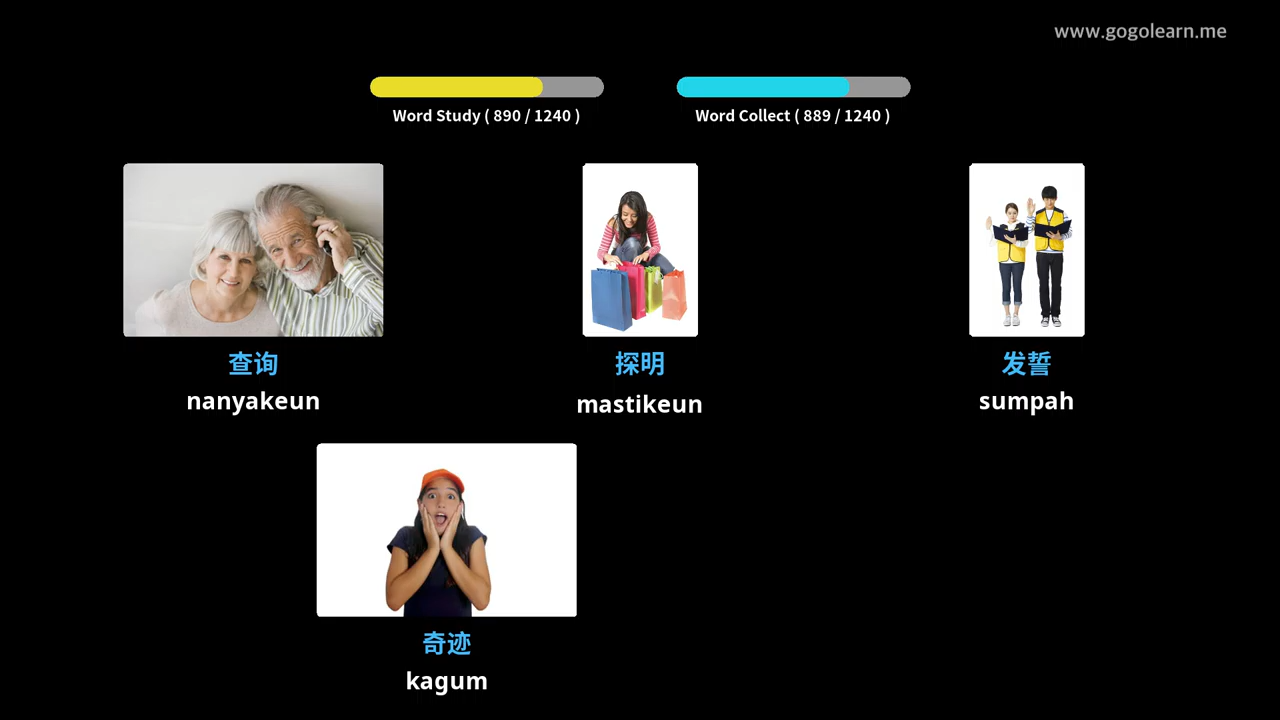 www.gogolearn.me
Word Study ( 890 / 1240 )
Word Collect ( 889 / 1240 )
查询
nanyakeun
探明
mastikeun
发誓
sumpah
奇迹
kagum